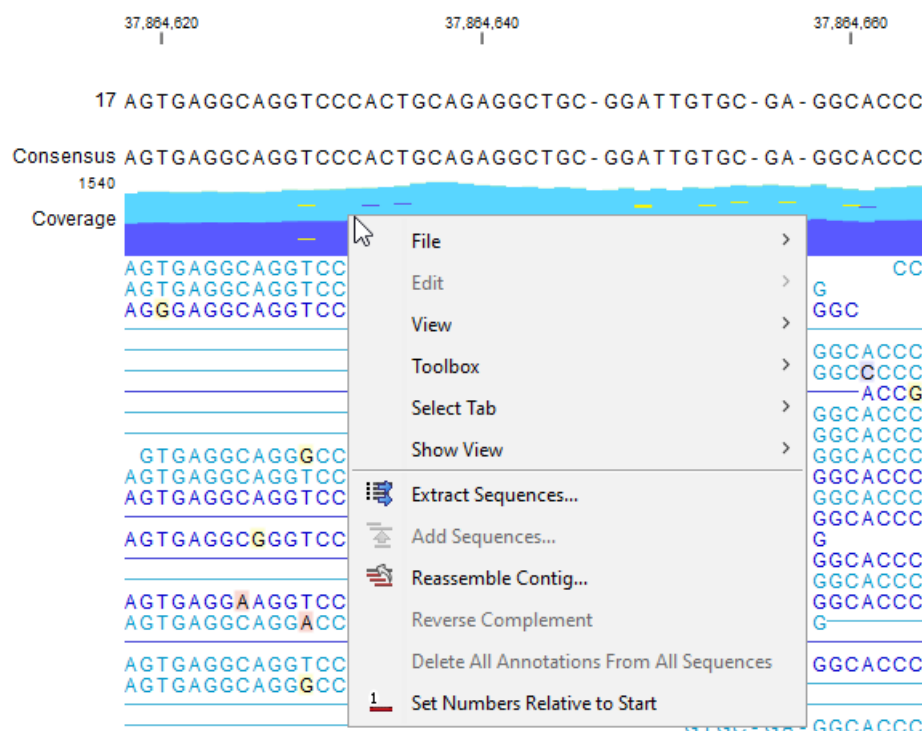 37,864,620 37,864,640 37,864,660
17 AGTGAGGCAGGTCCCACTGCAGAGGCTGC-GGATTGTGC-GA-GGCACCC
Consensus AGTGAGGCAGGTCCCACTGCAGAGGCTGC-GGATTGTGC-GA-GGCACCC
1540
Coverage
File
Edit
View
Toolbox
Select Tab
Show View
Extract Sequences...
Add Sequences...
Reassemble Contig...
Reverse Complement
Delete All Annotations From All Sequences
1 Set Numbers Relative to Start
AGTGAGGCAGGTCC CC
AGTGAGGCAGGTCC G
AGGGAGGCAGGTCC GGC
GGCACCC
GGCCCCC
ACCG
GGCACCC
GGCACCC
GTGAGGCAGGGCC GGCACCC
AGTGAGGCAGGTCC GGCACCC
AGTGAGGCAGGTCC GGCACCC
GGCACCC
AGTGAGGCGGGTCC G
GGCACCC
GGCACCC
AGTGAGGAAGGTCC GGCACCC
AGTGAGGCAGGACC G
AGTGAGGCAGGTCC GGCACCC
AGTGAGGCAGGGCC
GTGC-GA-GGCACCC